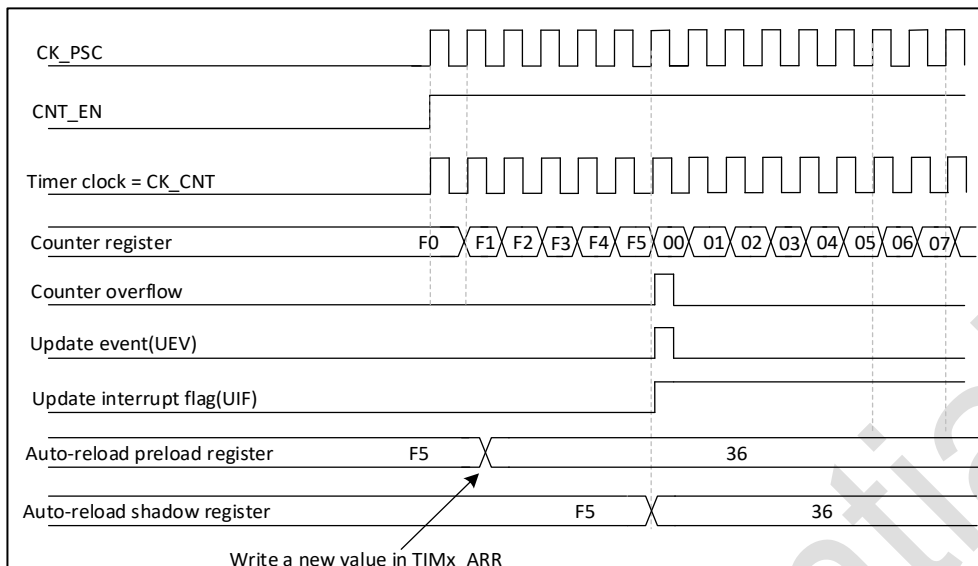 CK_PSC
CNT_EN
Timer clock = CK_CNT
Counter register F0 F1 F2 F3 F4 F5 00 01 02 03 04 05 06 07
Counter overflow
Update event(UEV)
Update interrupt flag(UIF)
Auto-reload preload register F5 36
Auto-reload shadow register F5 36
Write a new value in TIMx_ARR